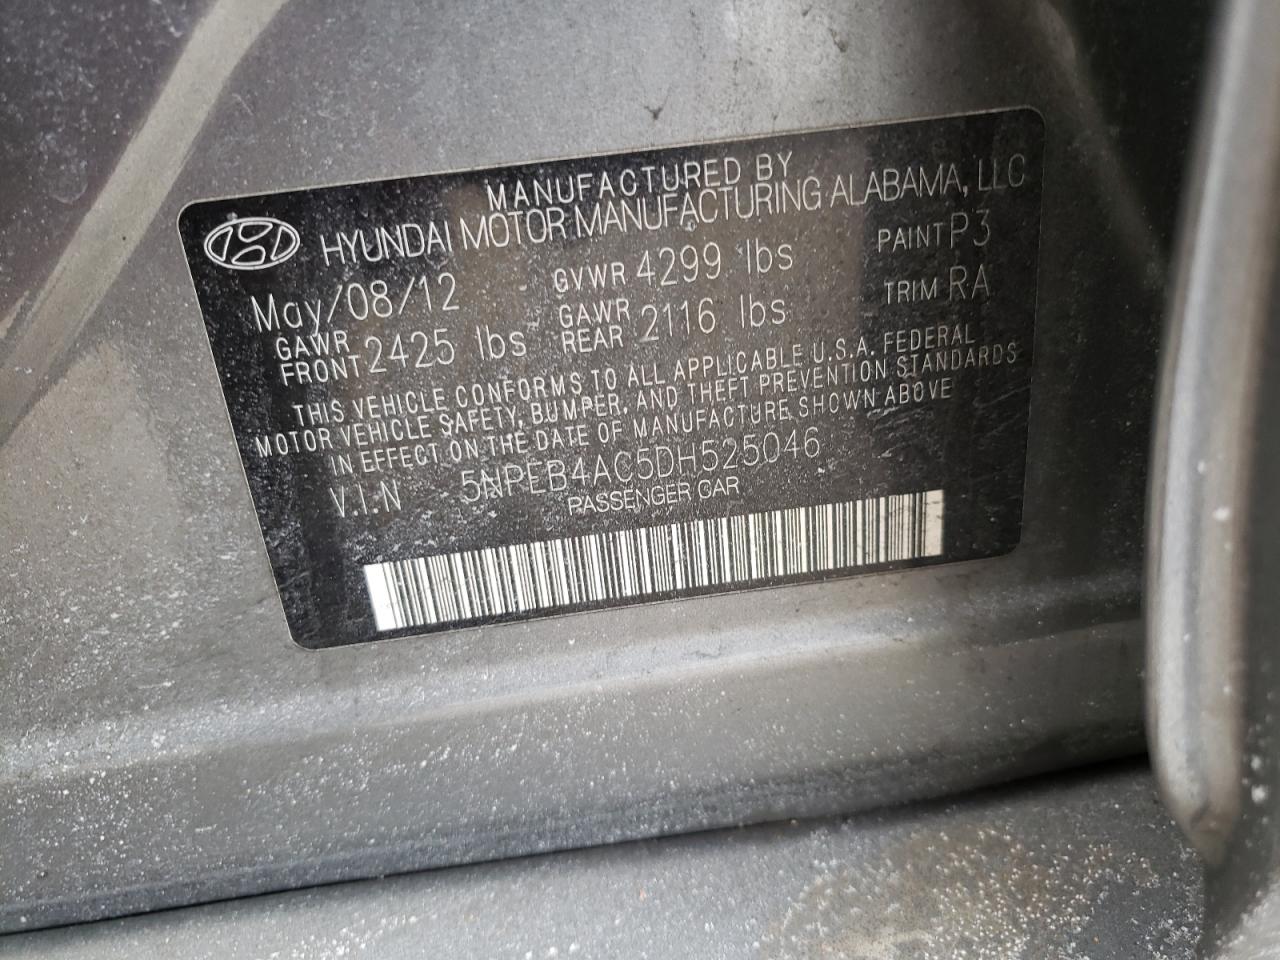 MANUFACTURED BY
HYUNDAI MOTOR MANUFACTURING ALABAMA, LLC
May/08/12 GVWR 4299 lbs PAINT P3
GAWR FRONT 2425 lbs GAWR REAR 2116 lbs TRIM RA
THIS VEHICLE CONFORMS TO ALL APPLICABLE U.S.A. FEDERAL
MOTOR VEHICLE SAFETY, BUMPER, AND THEFT PREVENTION STANDARDS
IN EFFECT ON THE DATE OF MANUFACTURE SHOWN ABOVE
V.I.N 5NPEB4AC5DH525046
PASSENGER CAR